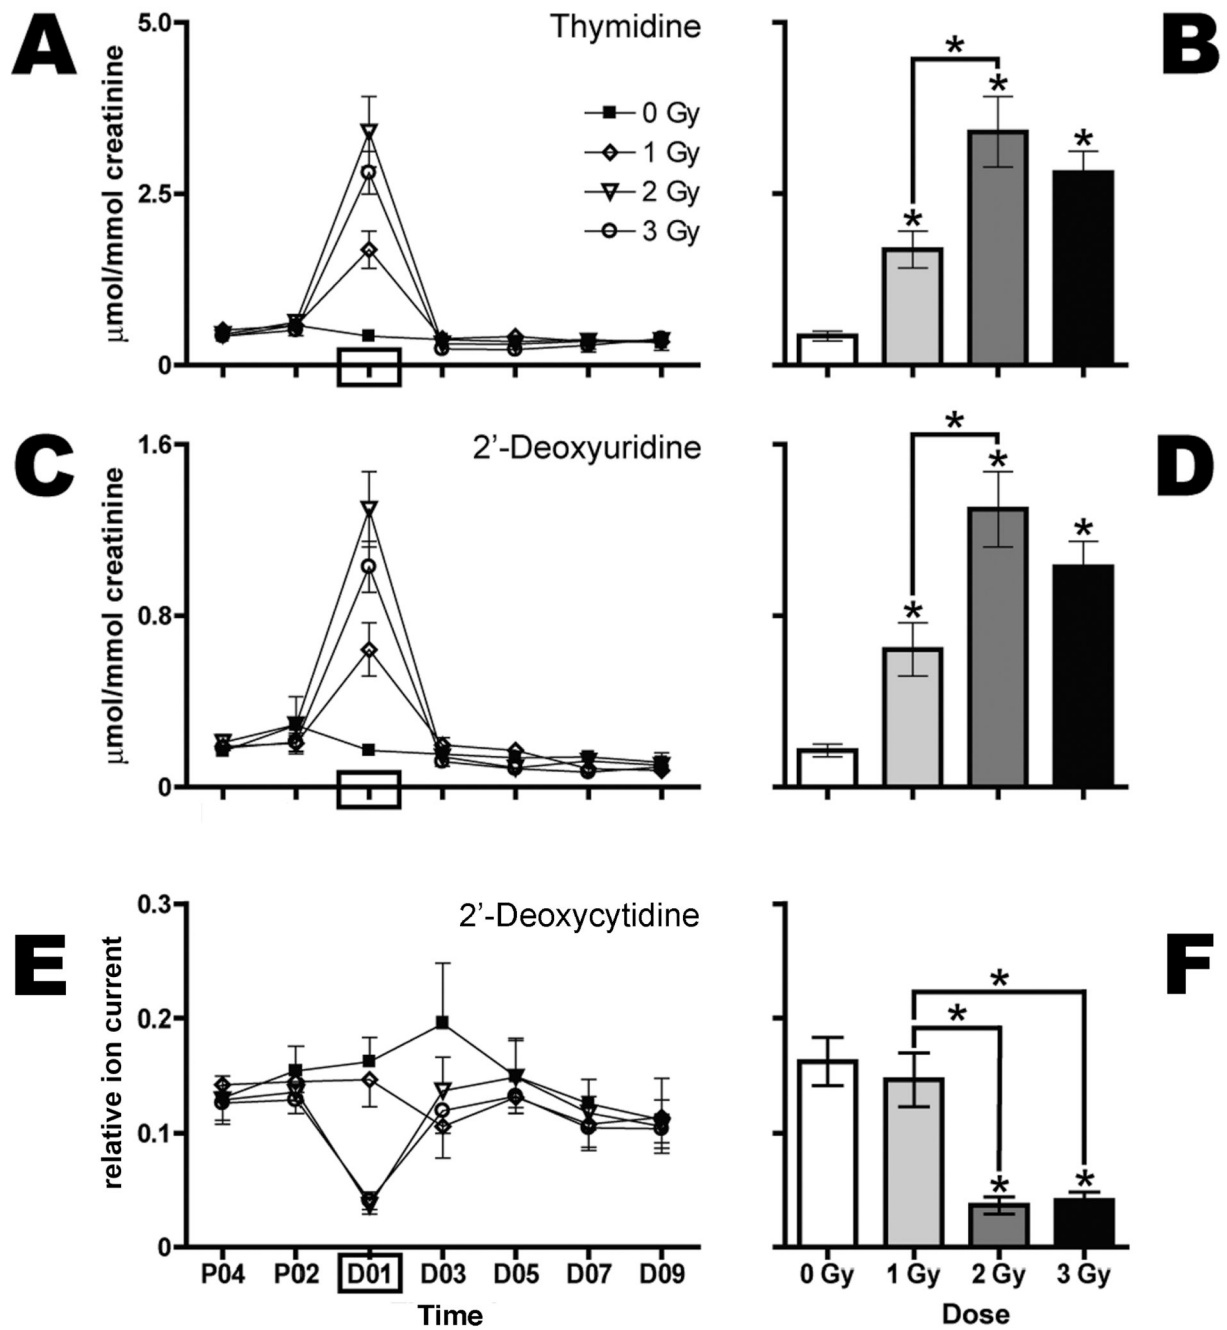 A
5.0
Thymidine
B
μmol/mmol creatinine
0 Gy
1 Gy
2 Gy
3 Gy
2.5
0
*
*
*
*
C
1.6
2’-Deoxyuridine
D
μmol/mmol creatinine
0.8
0
*
*
*
*
E
0.3
2’-Deoxycytidine
F
relative ion current
0.2
0.1
0
*
*
*
*
P04 P02 D01 D03 D05 D07 D09
Time
0 Gy 1 Gy 2 Gy 3 Gy
Dose